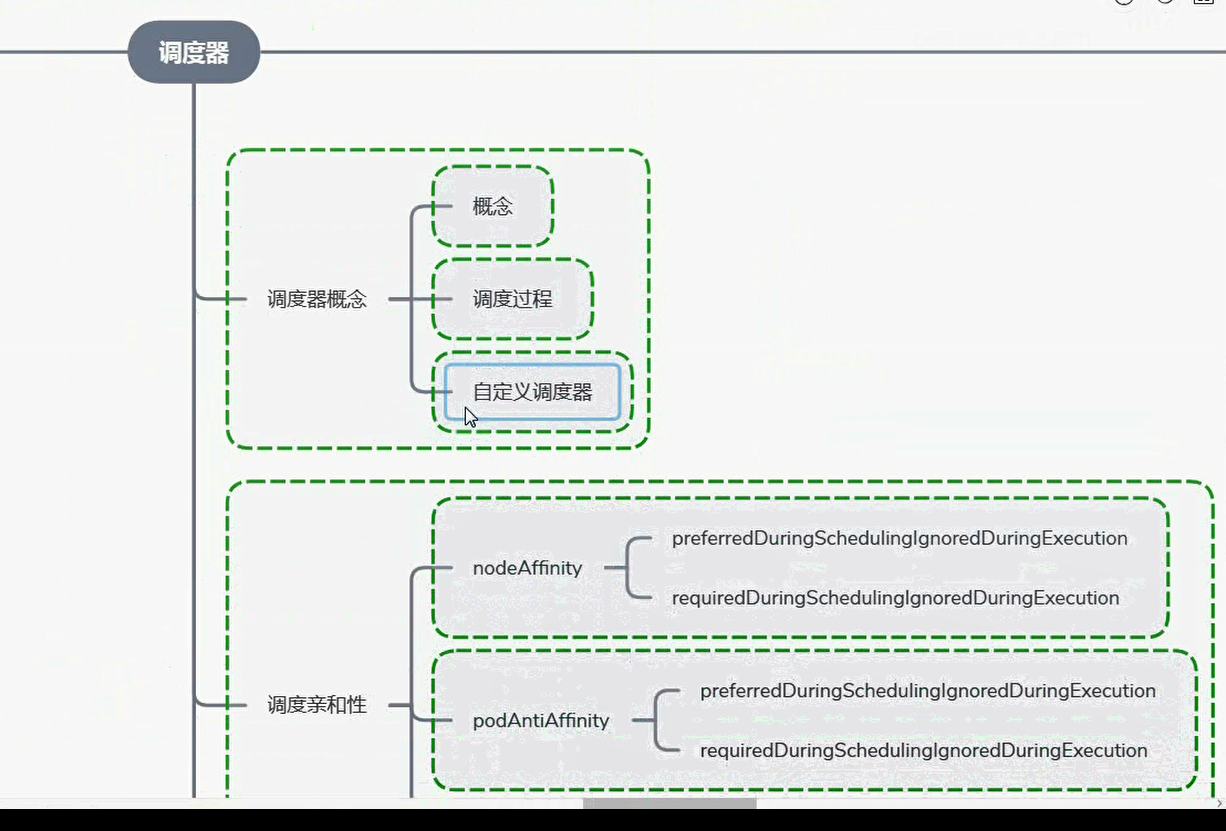 调度器
概念
调度器概念
调度过程
自定义调度器
nodeAffinity
preferredDuringSchedulingIgnoredDuringExecution
requiredDuringSchedulingIgnoredDuringExecution
调度亲和性
podAntiAffinity
preferredDuringSchedulingIgnoredDuringExecution
requiredDuringSchedulingIgnoredDuringExecution